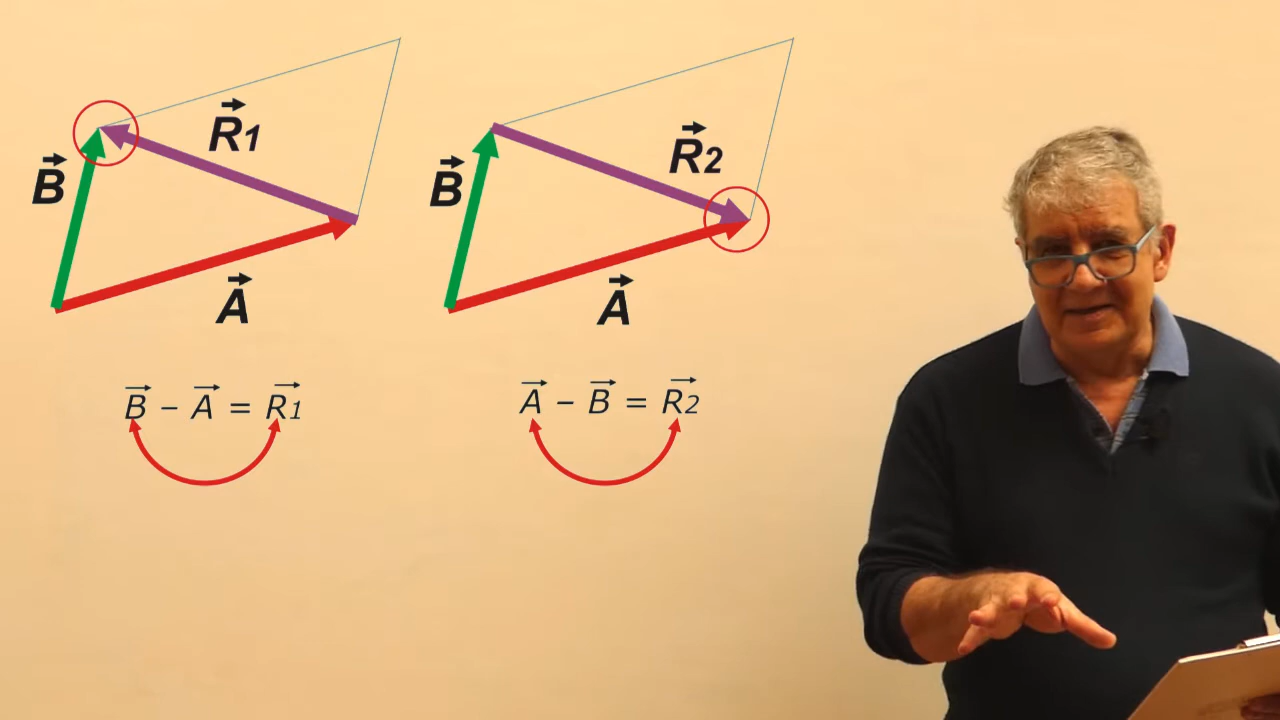 B⃗
R⃗1
A⃗
B⃗
R⃗2
A⃗
B⃗ – A⃗ = R⃗1
A⃗ – B⃗ = R⃗2